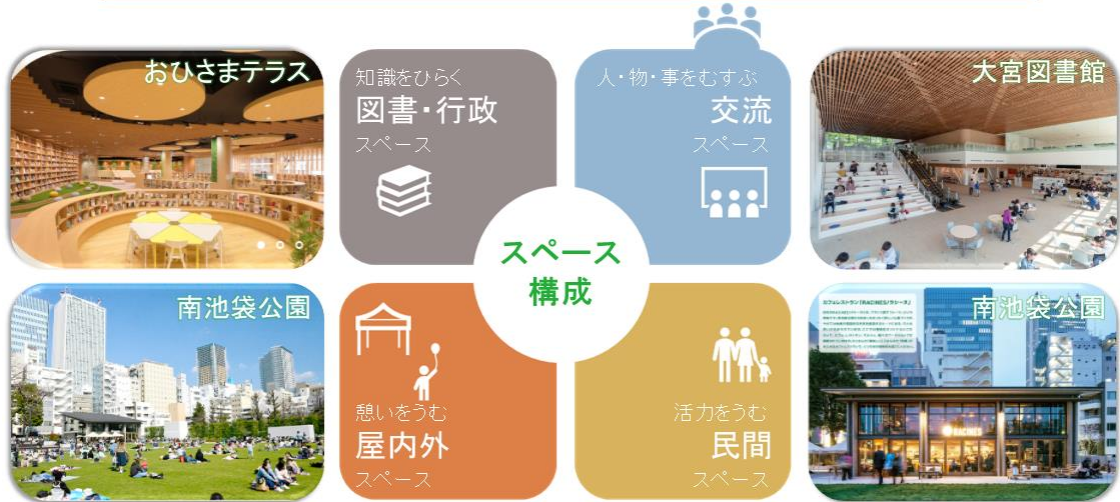 おひさまテラス
知識をひらく
図書・行政
スペース
人・物・事をむすぶ
交流
スペース
大宮図書館
スペース
構成
南池袋公園
憩いをうむ
屋内外
スペース
活力をうむ
民間
スペース
南池袋公園
RACINES